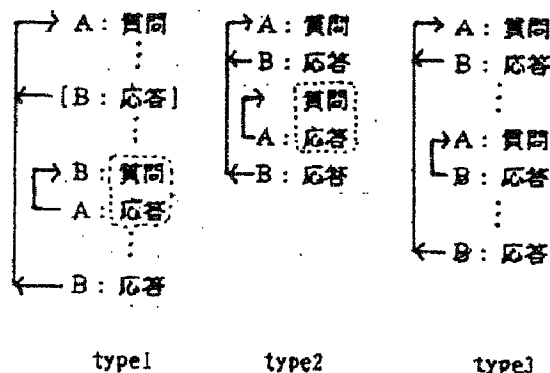 A：質問
⋮
[B：応答]
⋮
B：質問
A：応答
⋮
B：応答
type1
A：質問
B：応答
質問
A：応答
B：応答
type2
A：質問
B：応答
⋮
A：質問
B：応答
⋮
B：応答
type3